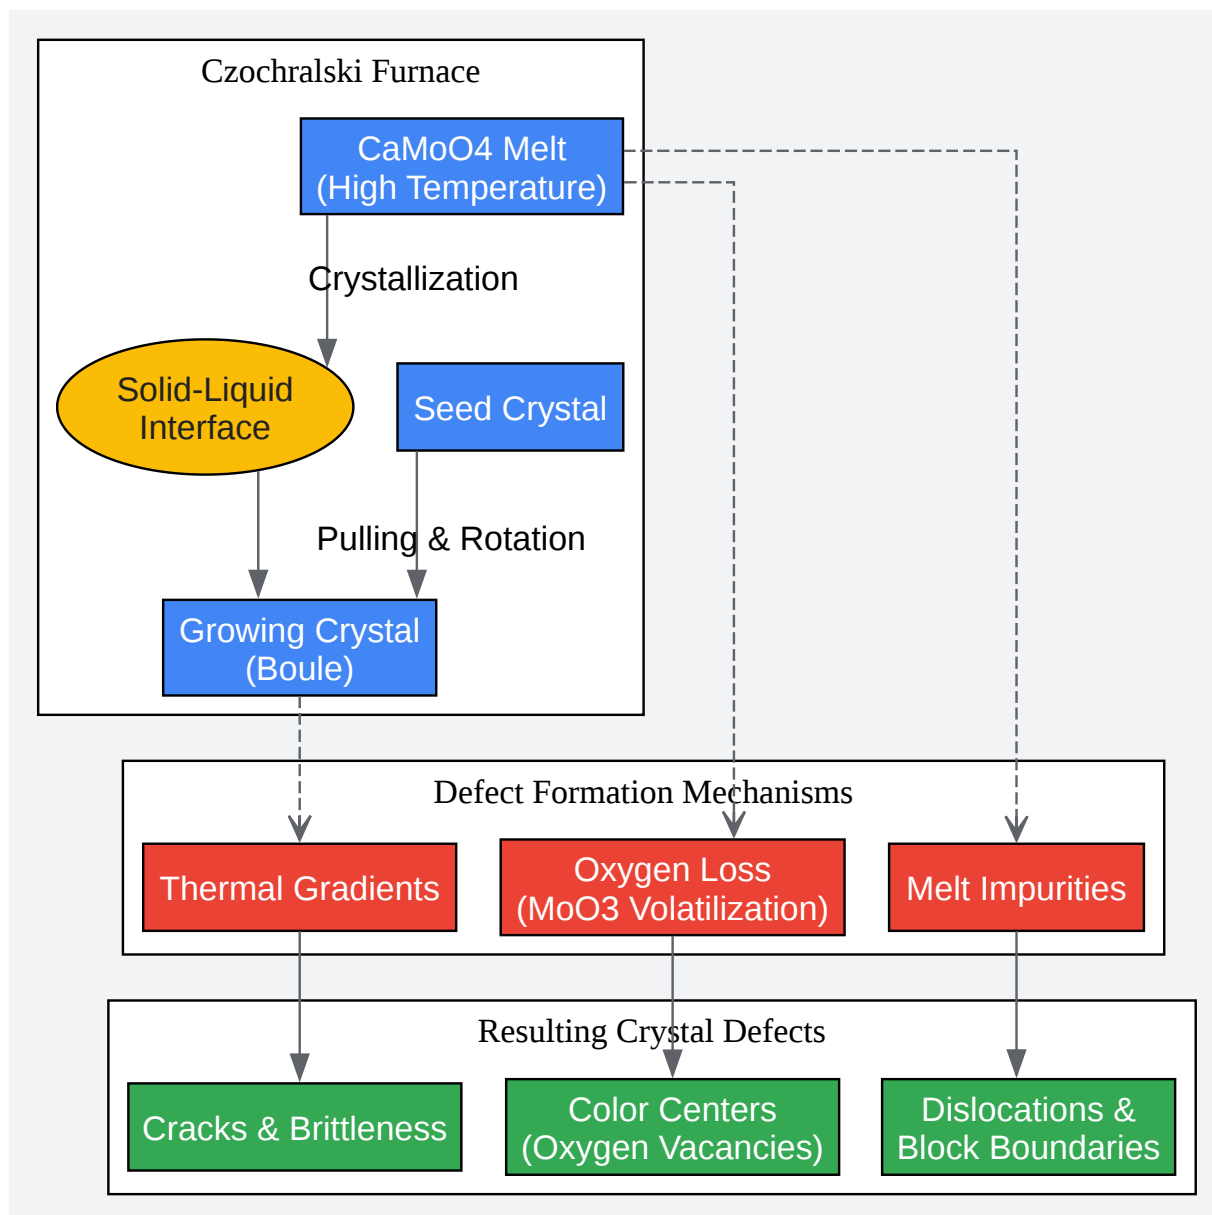 Czochralski Furnace
CaMoO4 Melt
(High Temperature)
Crystallization
Solid-Liquid
Interface
Seed Crystal
Pulling & Rotation
Growing Crystal
(Boule)
Defect Formation Mechanisms
Thermal Gradients
Oxygen Loss
(MoO3 Volatilization)
Melt Impurities
Resulting Crystal Defects
Cracks & Brittleness
Color Centers
(Oxygen Vacancies)
Dislocations &
Block Boundaries